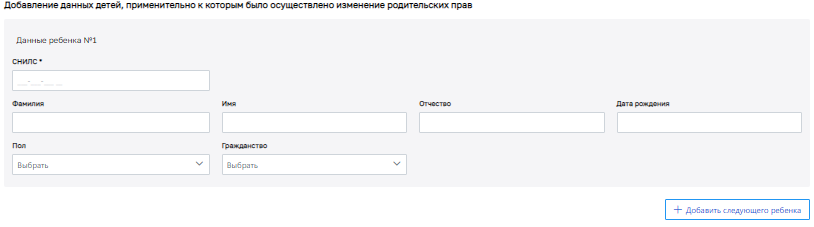 Добавление данных детей, применительно к которым было осуществлено изменение родительских прав
Данные ребенка №1
СНИЛС *
___-___-___ __
Фамилия Имя Отчество Дата рождения
Пол Гражданство
Выбрать Выбрать
+ Добавить следующего ребенка